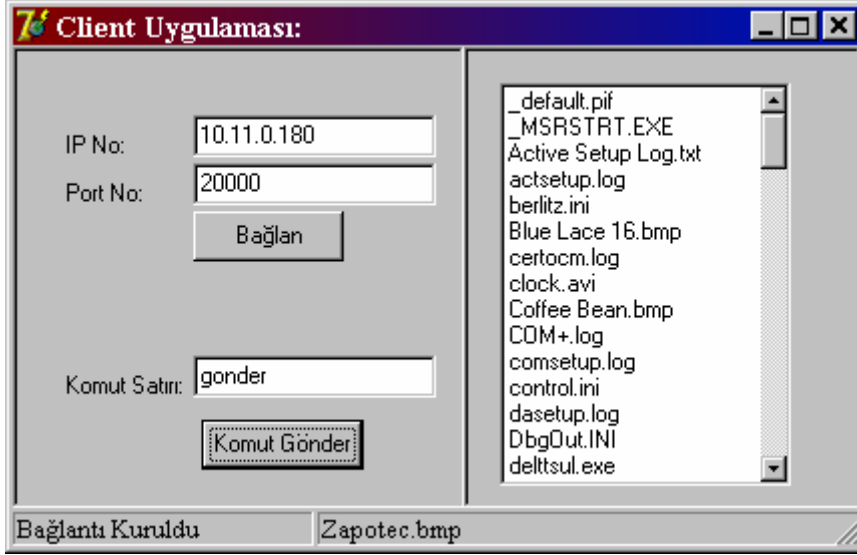 Client Uygulaması:
IP No: 10.11.0.180
Port No: 20000
Bağlan
Komut Satırı: gonder
Komut Gönder
_default.pif
_MSRSTRT.EXE
Active Setup Log.txt
actsetup.log
berlitz.ini
Blue Lace 16.bmp
certocm.log
clock.avi
Coffee Bean.bmp
COM+.log
comsetup.log
control.ini
dasetup.log
DbgOut.INI
delttsul.exe
Bağlantı Kuruldu
Zapotec.bmp